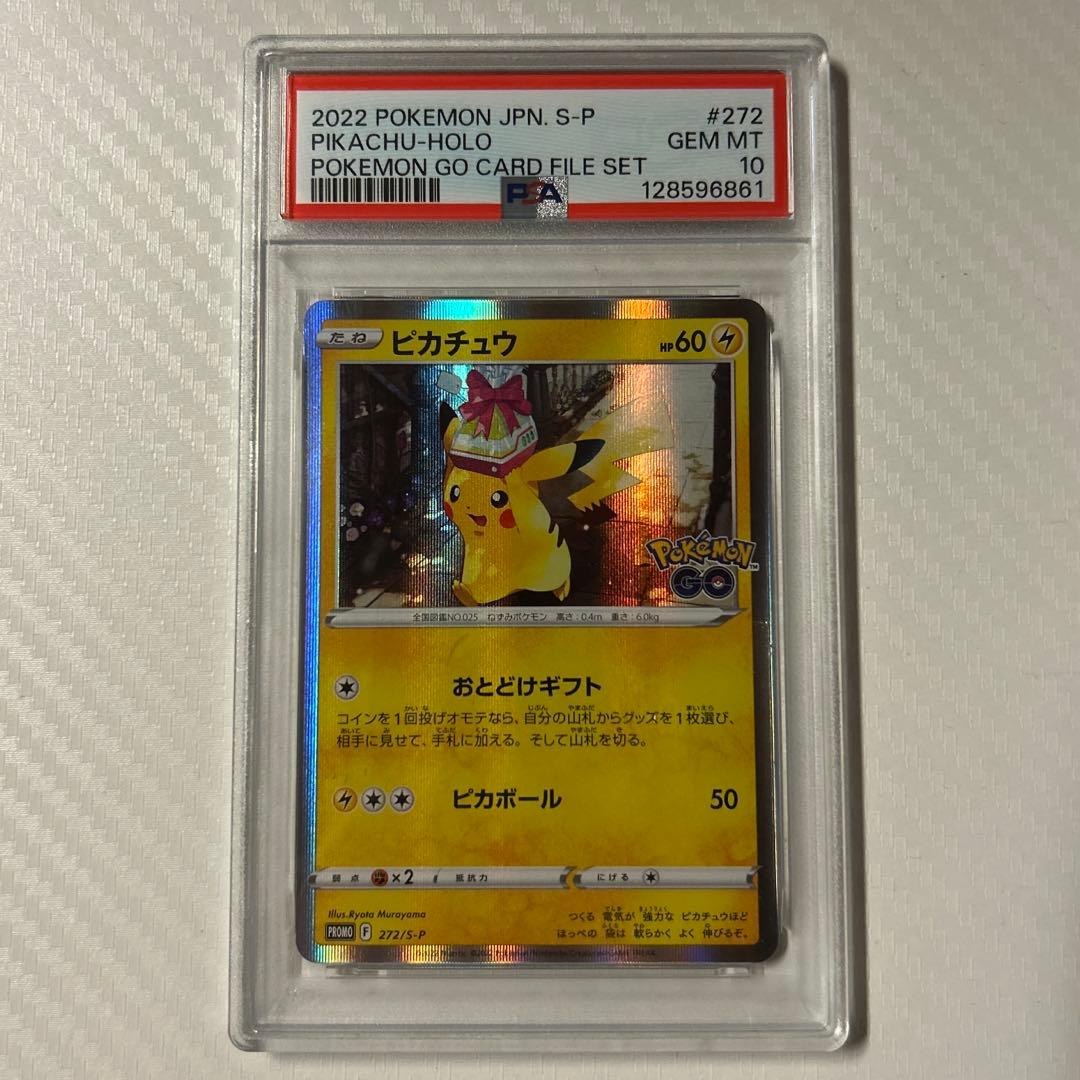 2022 POKEMON JPN. S-P #272
PIKACHU-HOLO GEM MT
POKEMON GO CARD FILE SET 10
PSA 128596861
たね ピカチュウ HP60
Pokémon GO
全国図鑑NO.025 ねずみポケモン 高さ:0.4m 重さ:6.0kg
おとどけギフト
コインを1回投げオモテなら、自分の山札からグッズを1枚選び、
相手に見せて、手札に加える。そして山札を切る。
ピカボール 50
弱点 ×2 抵抗力 にげる
Illus.Ryota Murayama
つくる 電気が 強力な ピカチュウほど
ほっぺの 袋は 軟らかく よく 伸びるぞ。
PROMO F 272/S-P